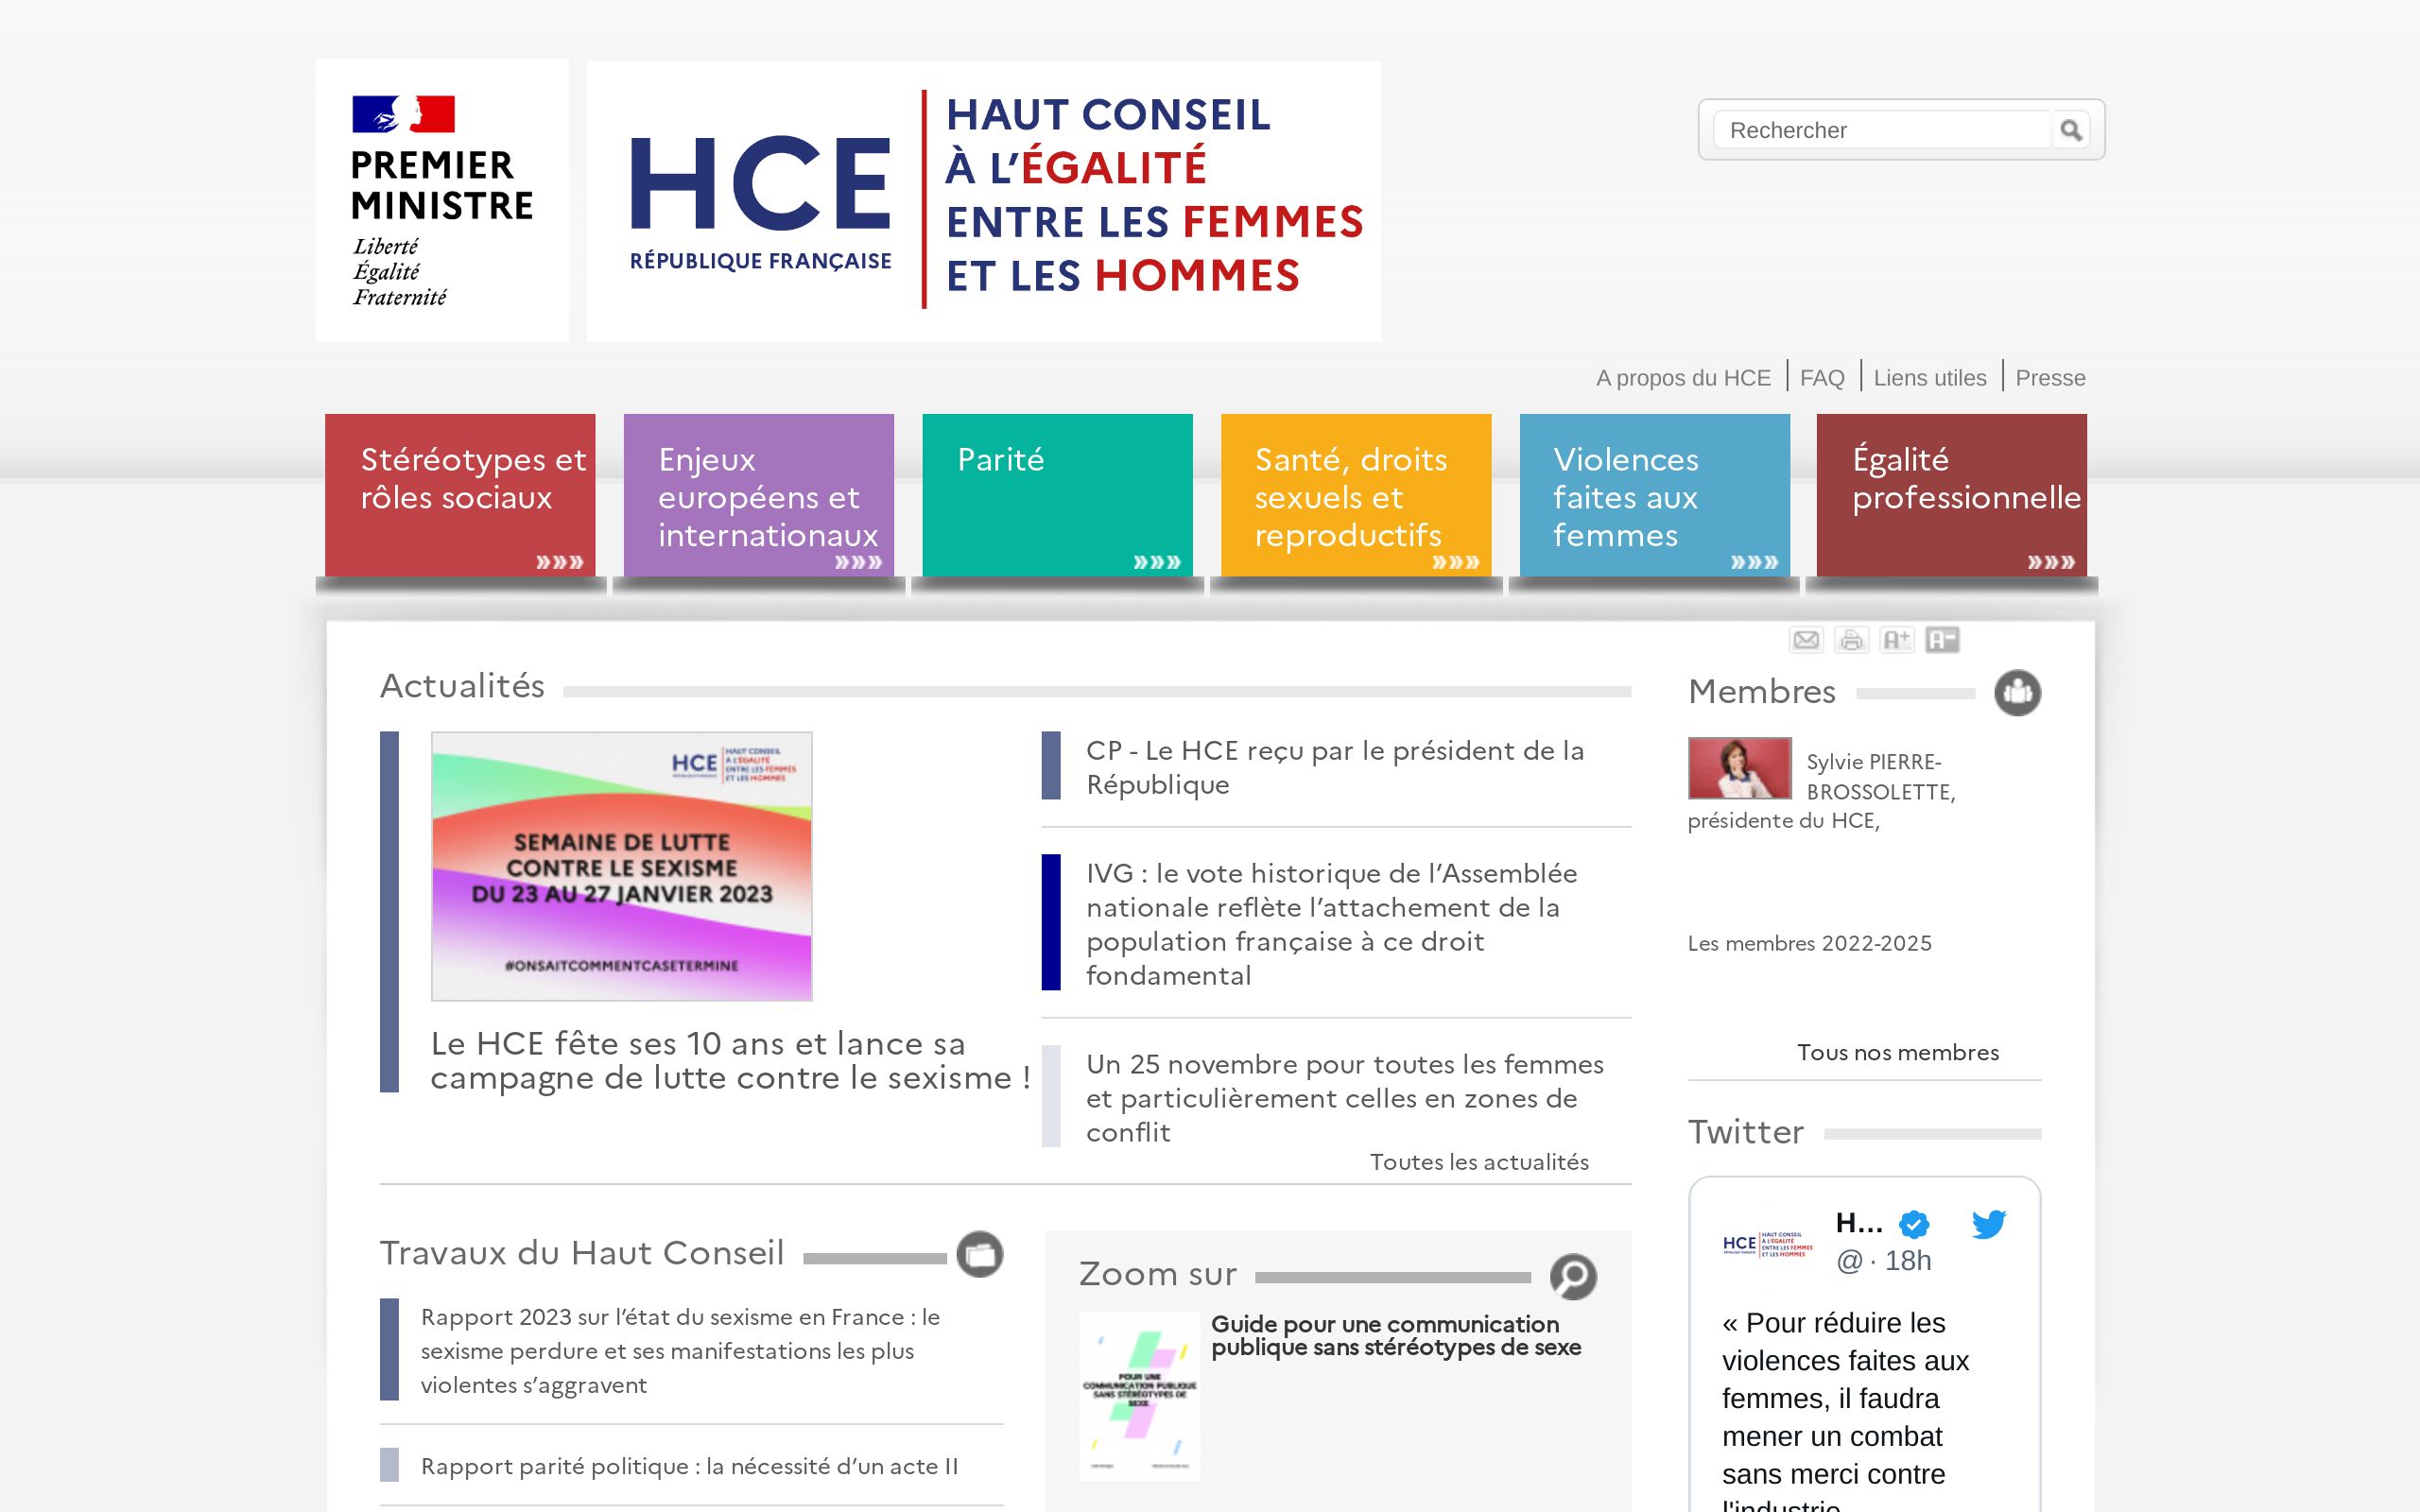 PREMIER
MINISTRE
Liberté
Égalité
Fraternité
HCE
RÉPUBLIQUE FRANÇAISE
HAUT CONSEIL
À L’ÉGALITÉ
ENTRE LES FEMMES
ET LES HOMMES
Rechercher
A propos du HCE
FAQ
Liens utiles
Presse
Stéréotypes et
rôles sociaux
Enjeux
européens et
internationaux
Parité
Santé, droits
sexuels et
reproductifs
Violences
faites aux
femmes
Égalité
professionnelle
A+
A-
Actualités
HCE
HAUT CONSEIL
À L’ÉGALITÉ
ENTRE LES FEMMES
ET LES HOMMES
SEMAINE DE LUTTE
CONTRE LE SEXISME
DU 23 AU 27 JANVIER 2023
#ONSAITCOMMENTCASETERMINE
Le HCE fête ses 10 ans et lance sa
campagne de lutte contre le sexisme !
CP - Le HCE reçu par le président de la
République
IVG : le vote historique de l’Assemblée
nationale reflète l’attachement de la
population française à ce droit
fondamental
Un 25 novembre pour toutes les femmes
et particulièrement celles en zones de
conflit
Toutes les actualités
Membres
Sylvie PIERRE-
BROSSOLETTE,
présidente du HCE,
Les membres 2022-2025
Tous nos membres
Twitter
HCE
HAUT CONSEIL
À L’ÉGALITÉ
ENTRE LES FEMMES
ET LES HOMMES
H...
@ · 18h
« Pour réduire les
violences faites aux
femmes, il faudra
mener un combat
sans merci contre
l'industrie
Travaux du Haut Conseil
Rapport 2023 sur l’état du sexisme en France : le
sexisme perdure et ses manifestations les plus
violentes s’aggravent
Rapport parité politique : la nécessité d’un acte II
Zoom sur
POUR UNE
COMMUNICATION PUBLIQUE
SANS STÉRÉOTYPES DE
SEXE
Guide pour une communication
publique sans stéréotypes de sexe